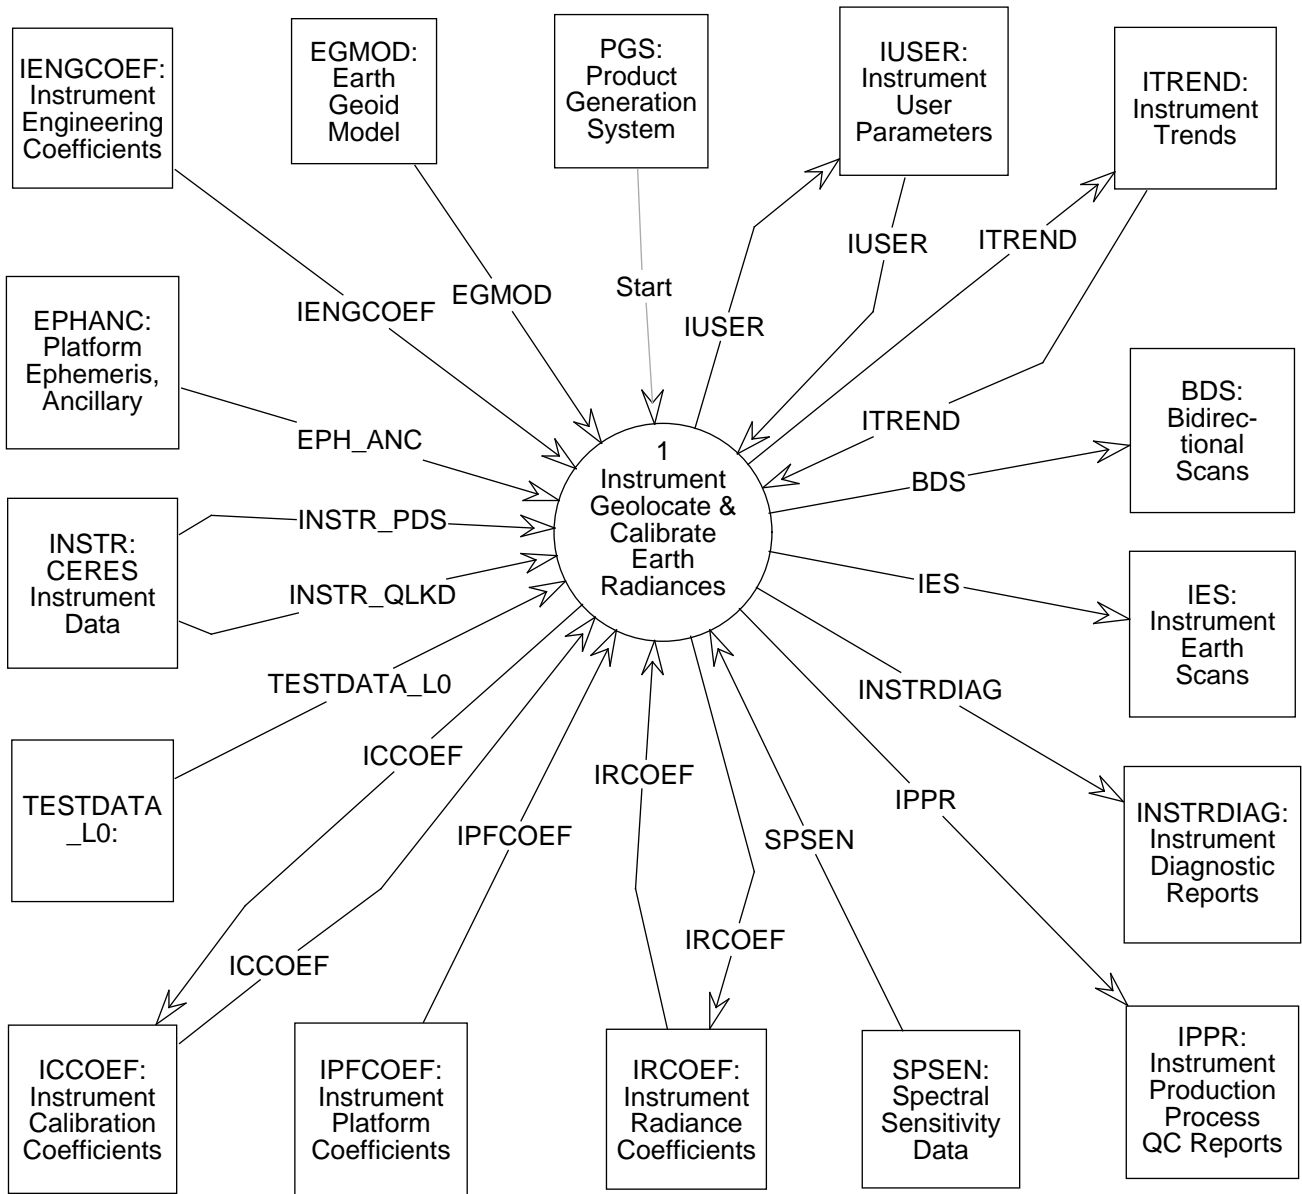 IENGCOEF:
Instrument
Engineering
Coefficients
EGMOD:
Earth
Geoid
Model
PGS:
Product
Generation
System
IUSER:
Instrument
User
Parameters
ITREND:
Instrument
Trends
IENGCOEF
EGMOD
Start
IUSER
IUSER
ITREND
ITREND
EPHANC:
Platform
Ephemeris,
Ancillary
EPH_ANC
BDS
BDS:
Bidirec-
tional
Scans
1
Instrument
Geolocate &
Calibrate
Earth
Radiances
INSTR:
CERES
Instrument
Data
INSTR_PDS
INSTR_QLKD
IES
IES:
Instrument
Earth
Scans
TESTDATA_L0
TESTDATA
_L0:
ICCOEF
ICCOEF
IPFCOEF
IRCOEF
IRCOEF
SPSEN
IPPR
INSTRDIAG
INSTRDIAG:
Instrument
Diagnostic
Reports
ICCOEF:
Instrument
Calibration
Coefficients
IPFCOEF:
Instrument
Platform
Coefficients
IRCOEF:
Instrument
Radiance
Coefficients
SPSEN:
Spectral
Sensitivity
Data
IPPR:
Instrument
Production
Process
QC Reports